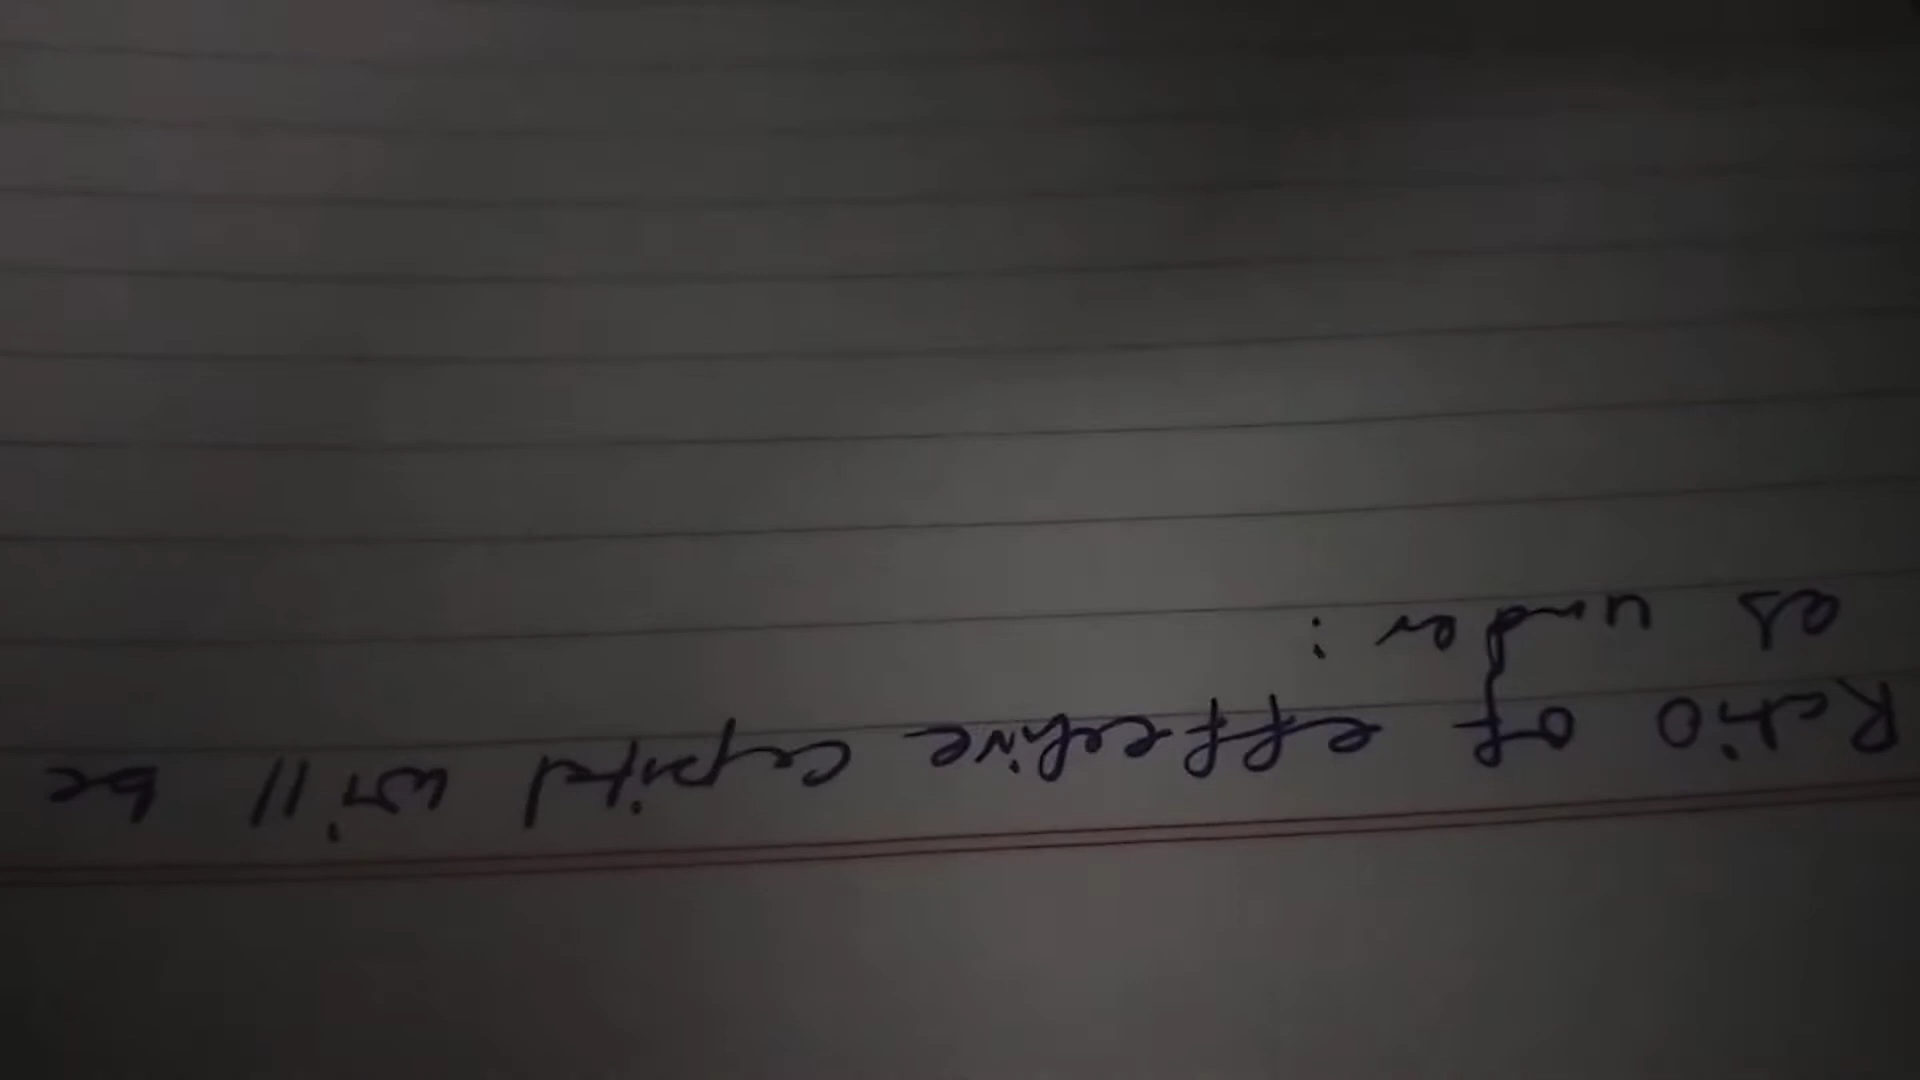 Ratio of effective capital will be
as under :